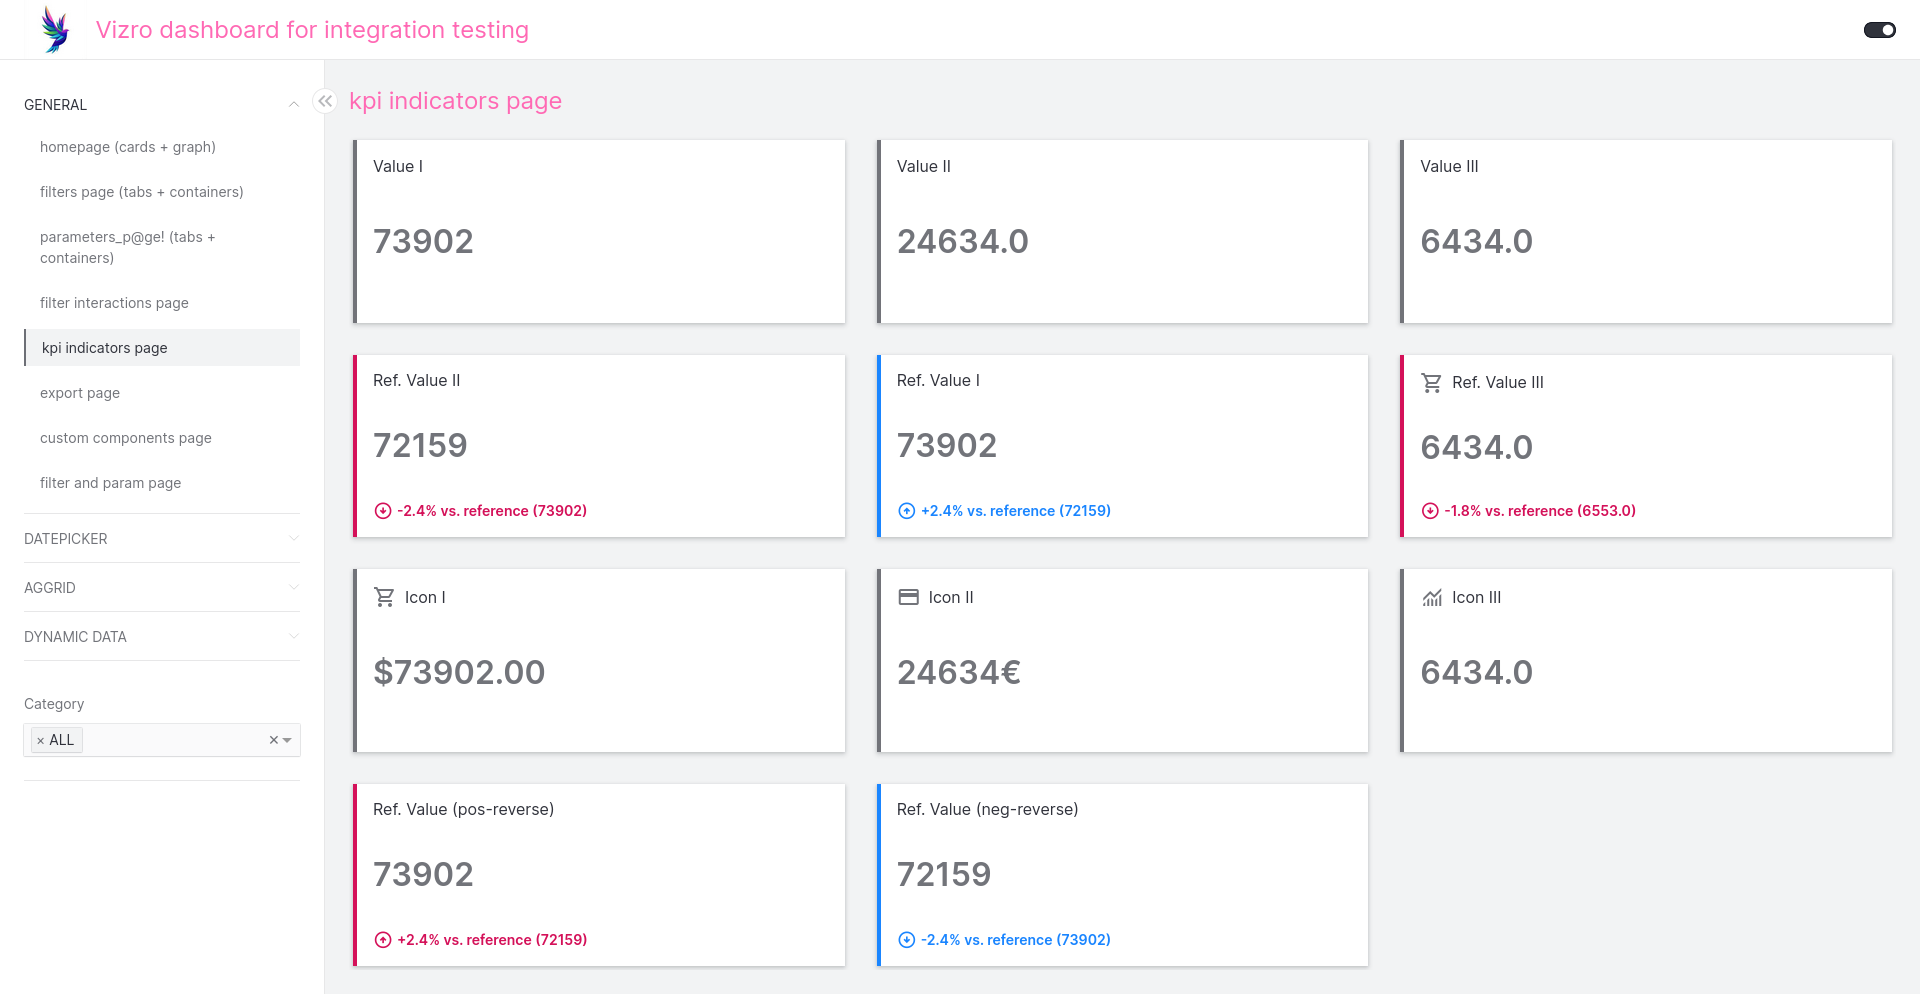 Vizro dashboard for integration testing
GENERAL
homepage (cards + graph)
filters page (tabs + containers)
parameters_p@ge! (tabs +
containers)
filter interactions page
kpi indicators page
export page
custom components page
filter and param page
DATEPICKER
AGGRID
DYNAMIC DATA
Category
× ALL
kpi indicators page
Value I
73902
Value II
24634.0
Value III
6434.0
Ref. Value II
72159
-2.4% vs. reference (73902)
Ref. Value I
73902
+2.4% vs. reference (72159)
Ref. Value III
6434.0
-1.8% vs. reference (6553.0)
Icon I
$73902.00
Icon II
24634€
Icon III
6434.0
Ref. Value (pos-reverse)
73902
+2.4% vs. reference (72159)
Ref. Value (neg-reverse)
72159
-2.4% vs. reference (73902)